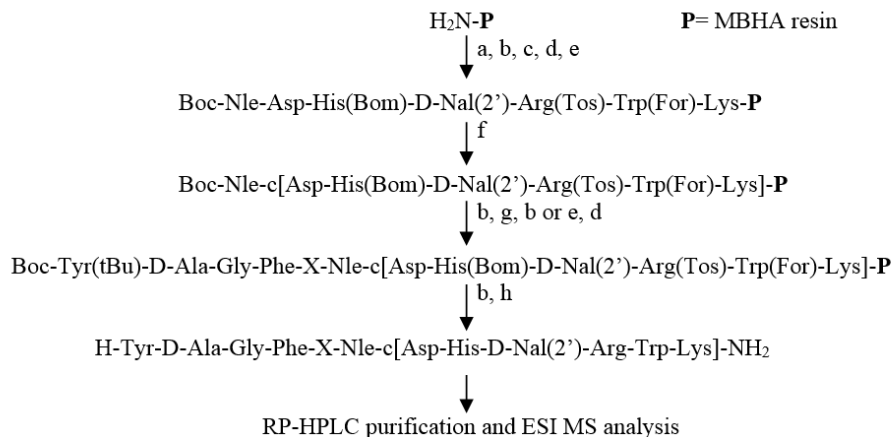 H₂N-P P= MBHA resin
a, b, c, d, e
Boc-Nle-Asp-His(Bom)-D-Nal(2’)-Arg(Tos)-Trp(For)-Lys-P
f
Boc-Nle-c[Asp-His(Bom)-D-Nal(2’)-Arg(Tos)-Trp(For)-Lys]-P
b, g, b or e, d
Boc-Tyr(tBu)-D-Ala-Gly-Phe-X-Nle-c[Asp-His(Bom)-D-Nal(2’)-Arg(Tos)-Trp(For)-Lys]-P
b, h
H-Tyr-D-Ala-Gly-Phe-X-Nle-c[Asp-His-D-Nal(2’)-Arg-Trp-Lys]-NH₂
RP-HPLC purification and ESI MS analysis